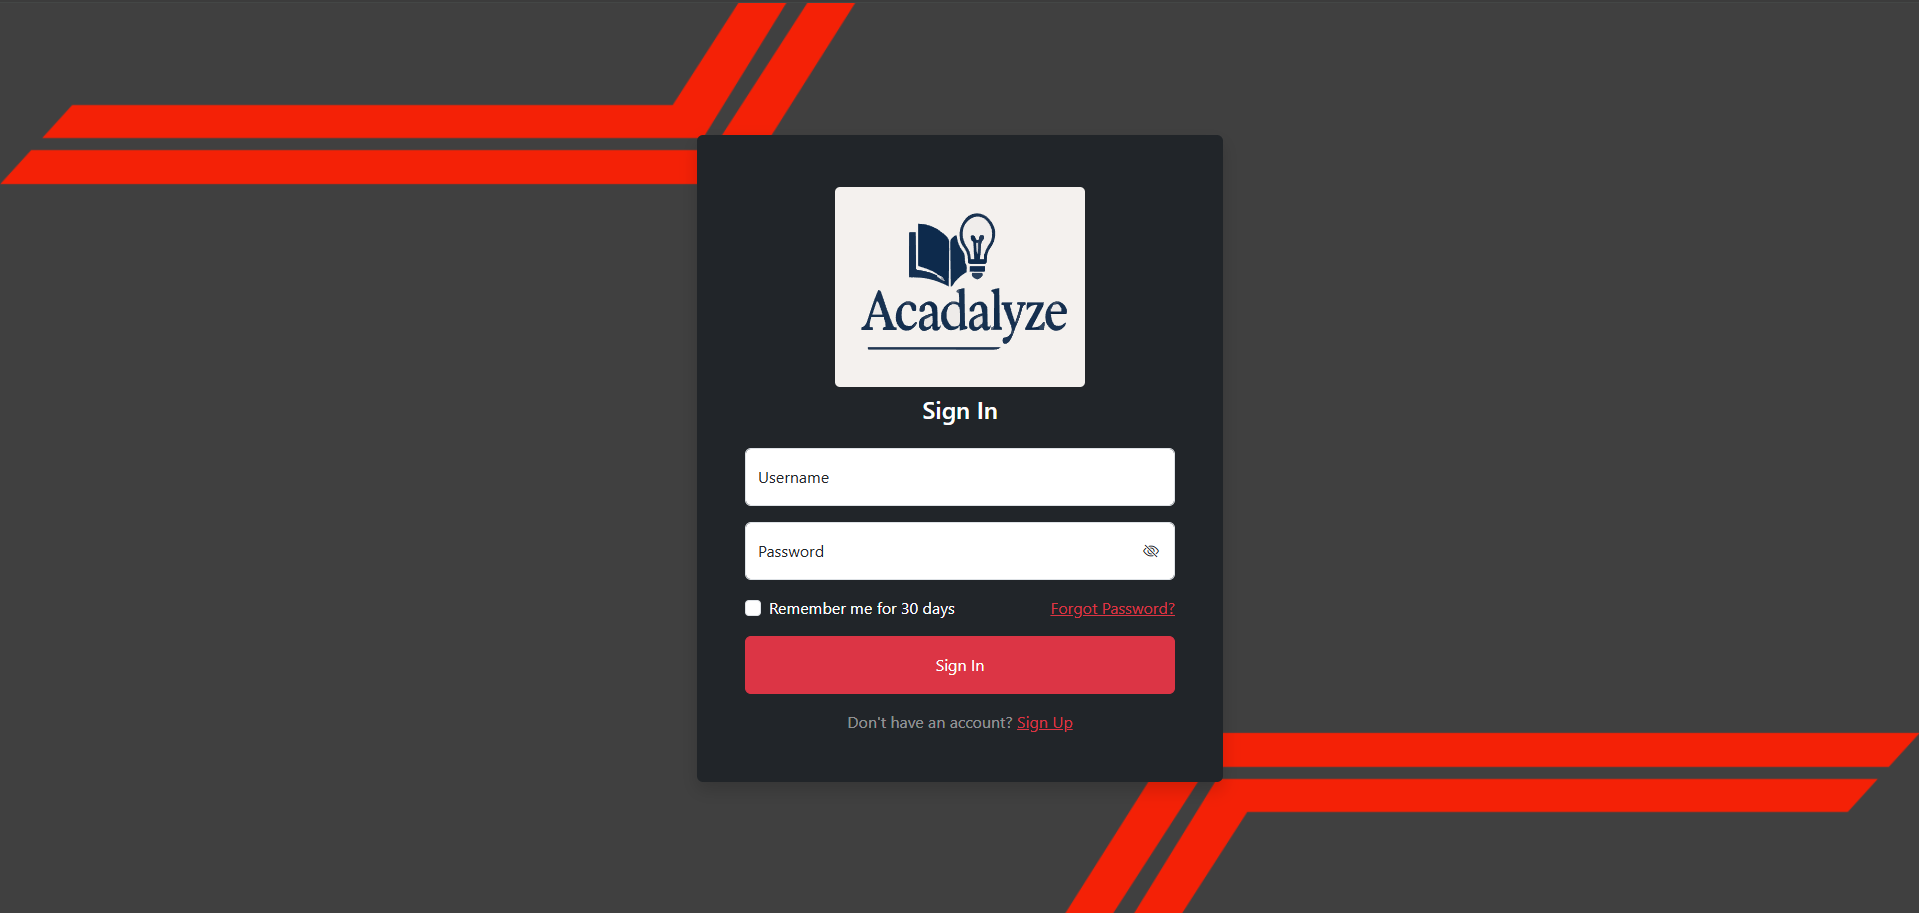 Acadalyze
Sign In
Username
Password
Remember me for 30 days Forgot Password?
Sign In
Don't have an account? Sign Up